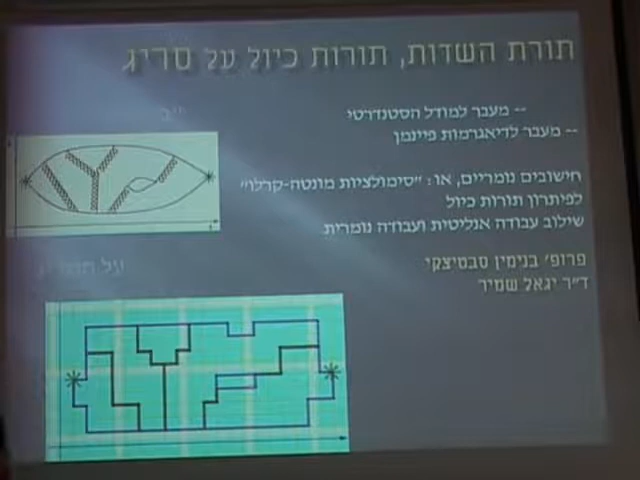 תורת השדות, תורות כיול על סריג
-- מעבר למודל הסטנדרטי
-- מעבר לדיאגרמות פיינמן
חישובים נומריים, או: "סימולציות מונטה-קרלו"
לפיתרון תורות כיול
שילוב עבודה אנליטית ועבודה נומרית
פרופ' בנימין סבטיצקי
ד"ר יגאל שמיר